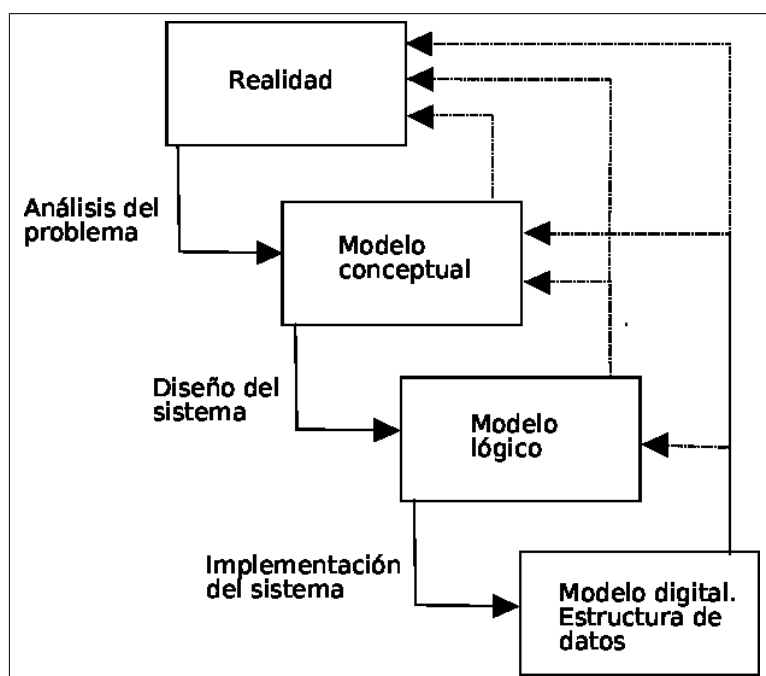 Realidad
Análisis del
problema
Modelo
conceptual
Diseño del
sistema
Modelo
lógico
Implementación
del sistema
Modelo digital.
Estructura de
datos